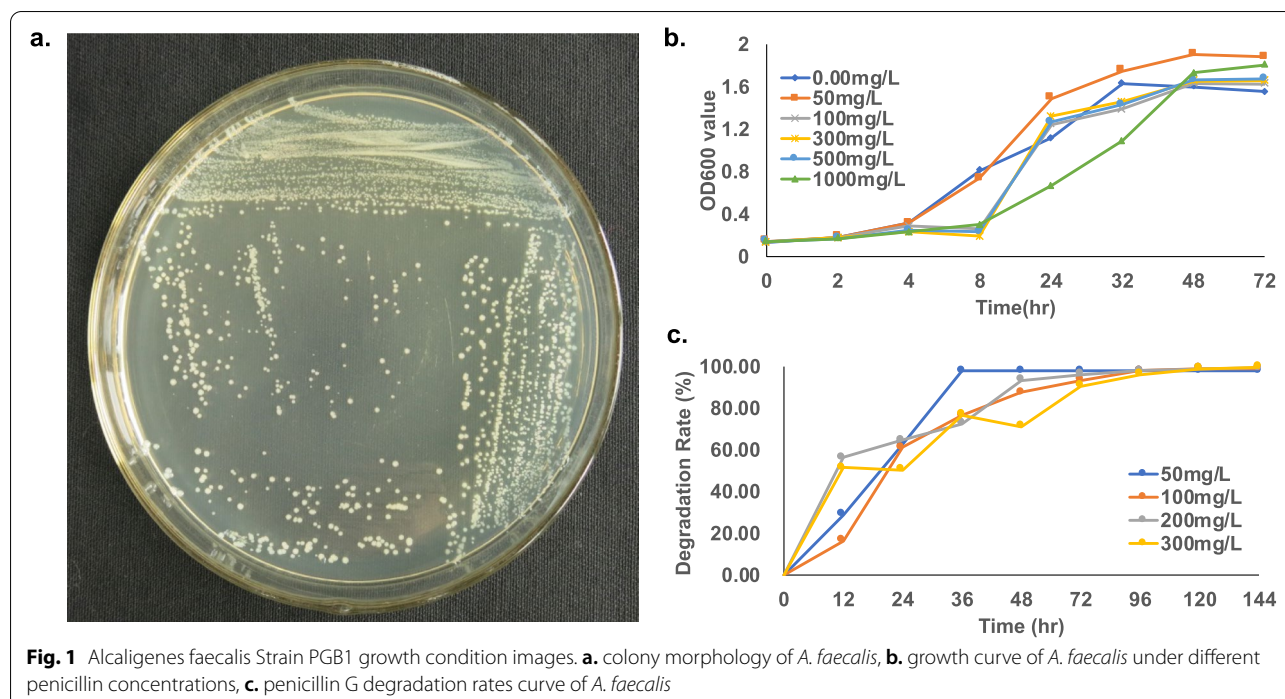 a.
b.
2
1.6
1.2
0.8
0.4
0
OD600 value
0.00mg/L
50mg/L
100mg/L
300mg/L
500mg/L
1000mg/L
0 2 4 8 24 32 48 72
Time(hr)
c.
100.00
80.00
60.00
40.00
20.00
0.00
Degradation Rate (%)
50mg/L
100mg/L
200mg/L
300mg/L
0 12 24 36 48 72 96 120 144
Time (hr)
Fig. 1 Alcaligenes faecalis Strain PGB1 growth condition images. a. colony morphology of A. faecalis, b. growth curve of A. faecalis under different
penicillin concentrations, c. penicillin G degradation rates curve of A. faecalis